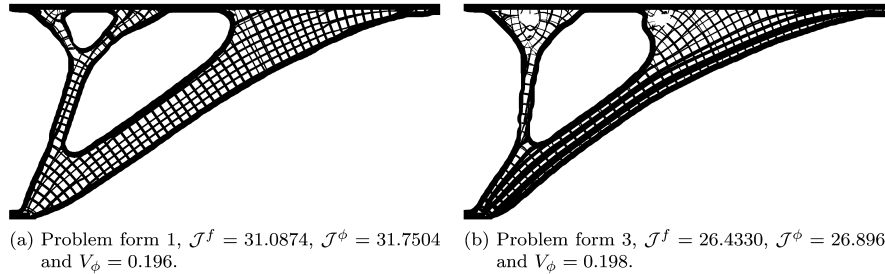 (a) Problem form 1, 𝒥^f = 31.0874, 𝒥^ϕ = 31.7504
and V_ϕ = 0.196.
(b) Problem form 3, 𝒥^f = 26.4330, 𝒥^ϕ = 26.896
and V_ϕ = 0.198.